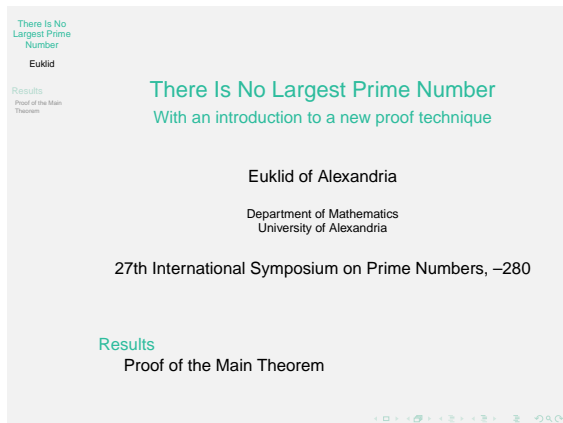 There Is No
Largest Prime
Number
Euklid
Results
Proof of the Main
Theorem
There Is No Largest Prime Number
With an introduction to a new proof technique
Euklid of Alexandria
Department of Mathematics
University of Alexandria
27th International Symposium on Prime Numbers, –280
Results
Proof of the Main Theorem